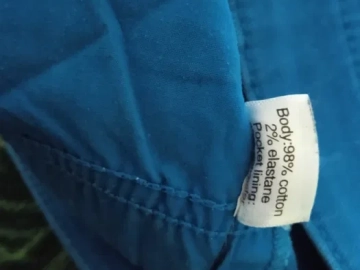 Body:98% cotton
2% elastane
Pocket lining: